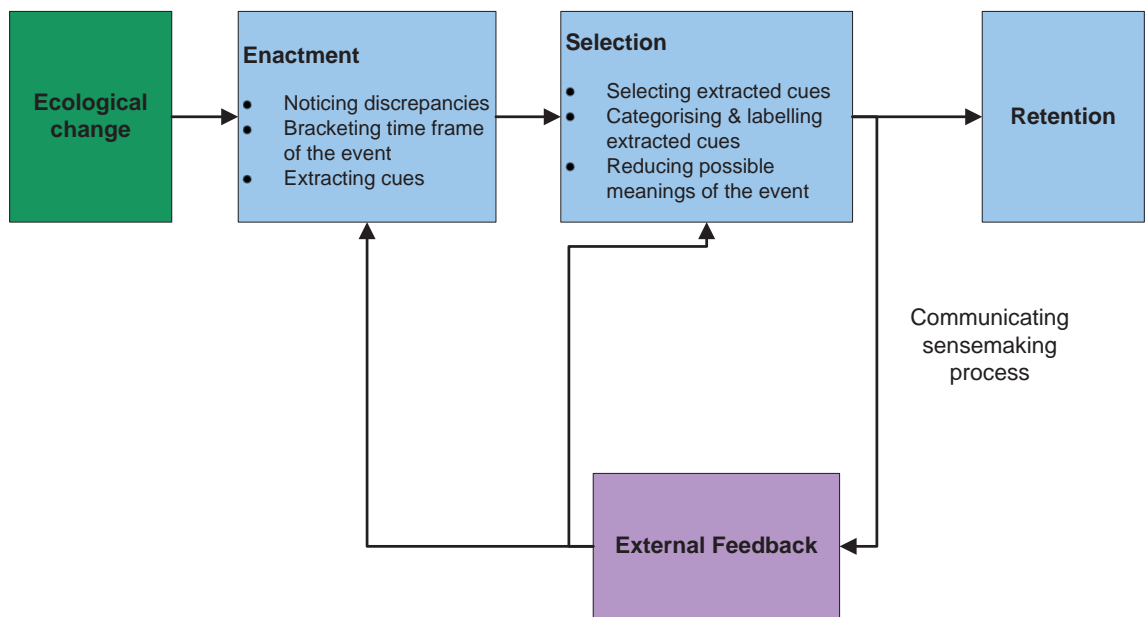 Ecological
change
Enactment
● Noticing discrepancies
● Bracketing time frame
of the event
● Extracting cues
Selection
● Selecting extracted cues
● Categorising & labelling
extracted cues
● Reducing possible
meanings of the event
Retention
Communicating
sensemaking
process
External Feedback